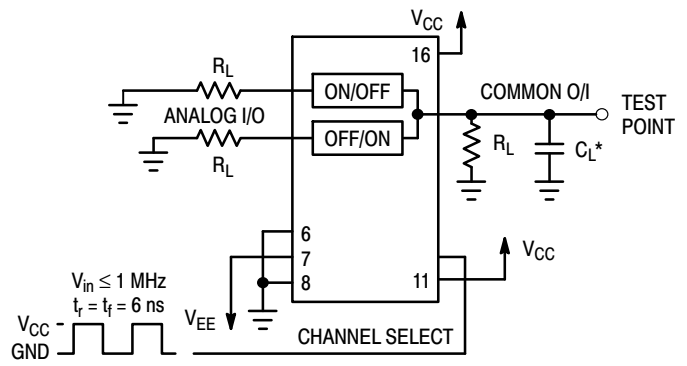 VCC
16
RL
ON/OFF
COMMON O/I
TEST
POINT
ANALOG I/O
OFF/ON
RL
RL
CL*
6
7
8
11
VCC
VEE
Vin ≤ 1 MHz
tr = tf = 6 ns
VCC
GND
CHANNEL SELECT